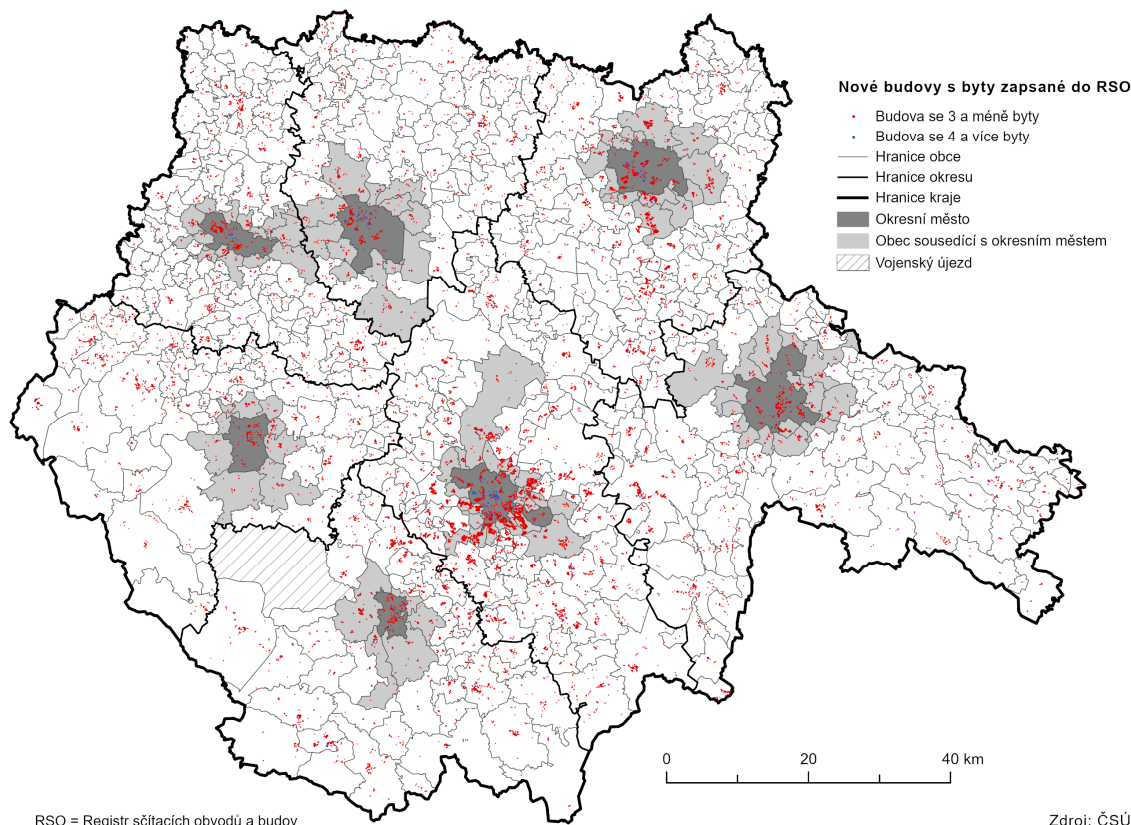 Nové budovy s byty zapsané do RSO
Budova se 3 a méně byty
Budova se 4 a více byty
Hranice obce
Hranice okresu
Hranice kraje
Okresní město
Obec sousedící s okresním městem
Vojenský újezd
0 20 40 km
RSO = Registr sčítacích obvodů a budov
Zdroj: ČSÚ